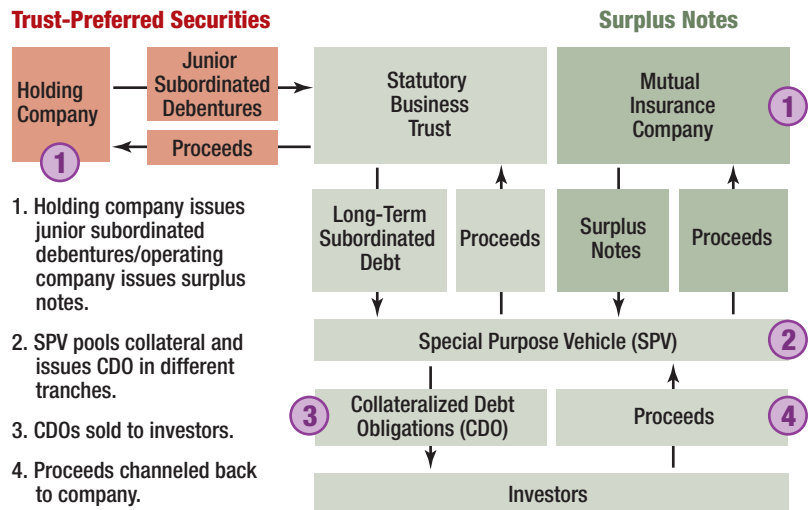 Trust-Preferred Securities
Surplus Notes
Holding
Company
1
Junior
Subordinated
Debentures
Proceeds
Statutory
Business
Trust
Mutual
Insurance
Company
1
Long-Term
Subordinated
Debt
Proceeds
Surplus
Notes
Proceeds
1. Holding company issues
junior subordinated
debentures/operating
company issues surplus
notes.
2. SPV pools collateral and
issues CDO in different
tranches.
3. CDOs sold to investors.
4. Proceeds channeled back
to company.
Special Purpose Vehicle (SPV)
2
3
Collateralized Debt
Obligations (CDO)
Proceeds
4
Investors